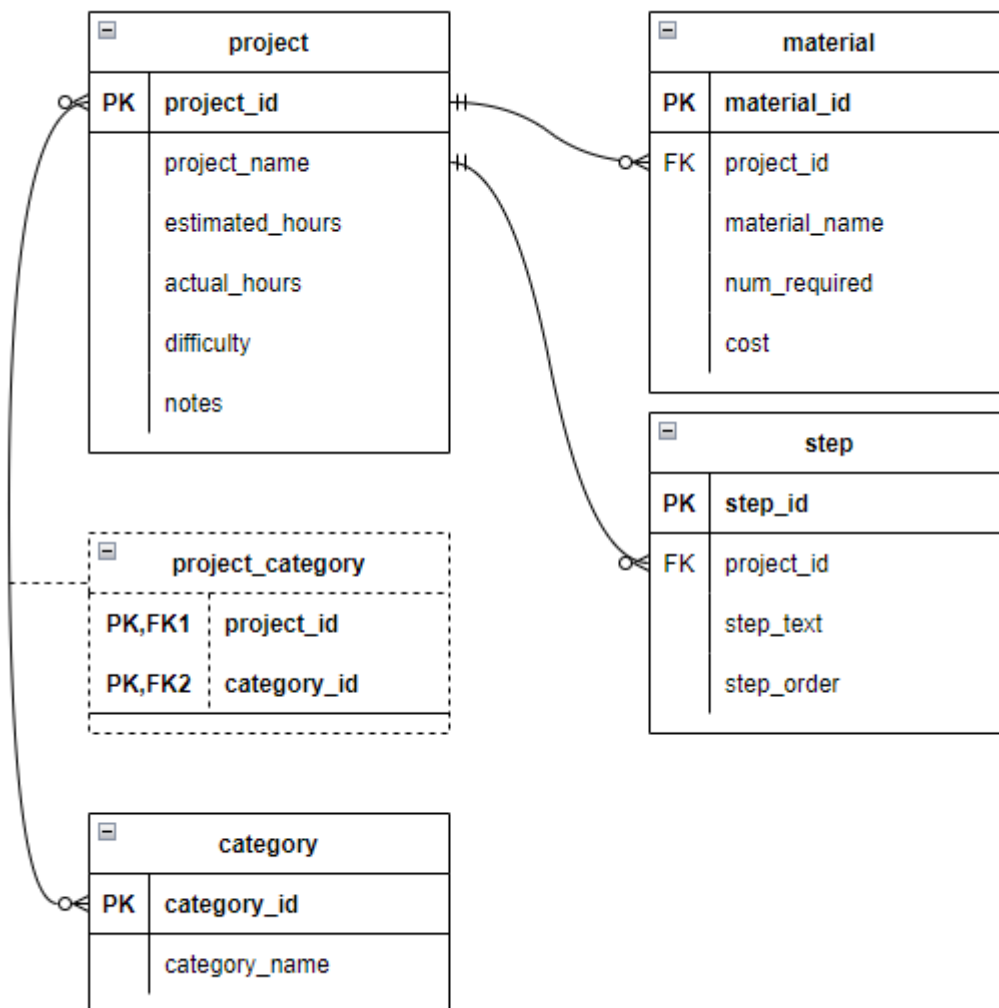 project
PK project_id
project_name
estimated_hours
actual_hours
difficulty
notes
material
PK material_id
FK project_id
material_name
num_required
cost
step
PK step_id
FK project_id
step_text
step_order
project_category
PK,FK1 project_id
PK,FK2 category_id
category
PK category_id
category_name